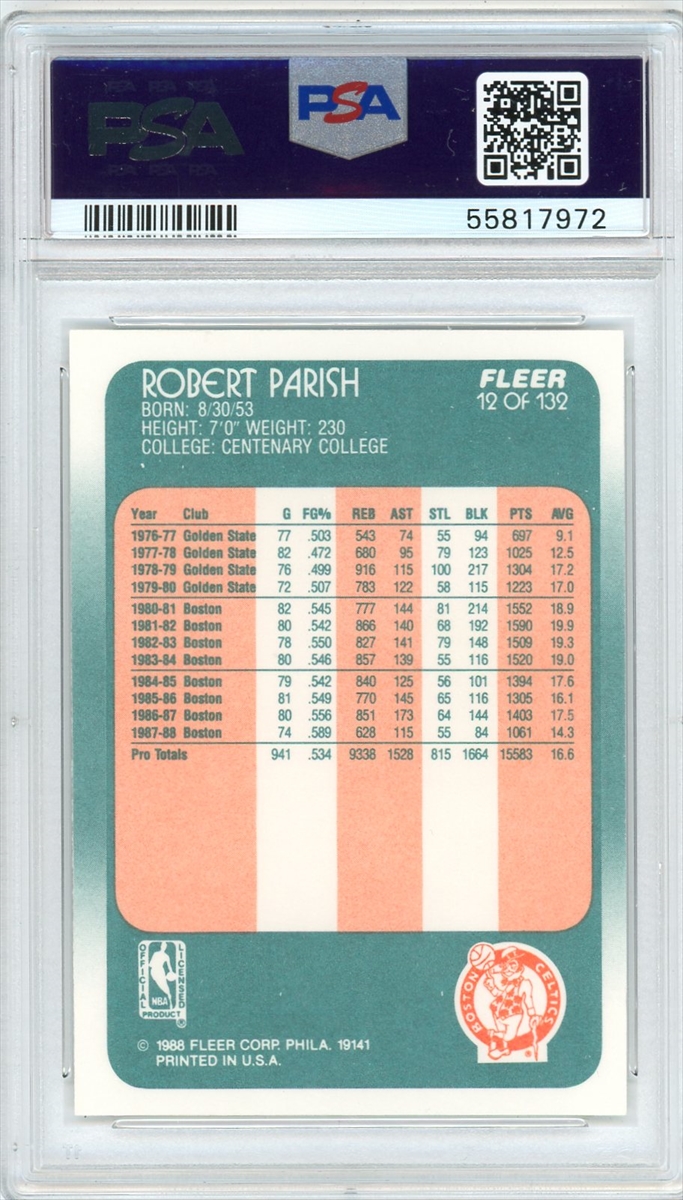 PSA PSA PSA
PSA
PSA PSA PSA
PSA
55817972
ROBERT PARISH
BORN: 8/30/53
HEIGHT: 7'0" WEIGHT: 230
COLLEGE: CENTENARY COLLEGE
FLEER
12 OF 132
Year Club G FG% REB AST STL BLK PTS AVG
1976-77 Golden State 77 .503 543 74 55 94 697 9.1
1977-78 Golden State 82 .472 680 95 79 123 1025 12.5
1978-79 Golden State 76 .499 916 115 100 217 1304 17.2
1979-80 Golden State 72 .507 783 122 58 115 1223 17.0
1980-81 Boston 82 .545 777 144 81 214 1552 18.9
1981-82 Boston 80 .542 866 140 68 192 1590 19.9
1982-83 Boston 78 .550 827 141 79 148 1509 19.3
1983-84 Boston 80 .546 857 139 55 116 1520 19.0
1984-85 Boston 79 .542 840 125 56 101 1394 17.6
1985-86 Boston 81 .549 770 145 65 116 1305 16.1
1986-87 Boston 80 .556 851 173 64 144 1403 17.5
1987-88 Boston 74 .589 628 115 55 84 1061 14.3
Pro Totals 941 .534 9338 1528 815 1664 15583 16.6
OFFICIAL
LICENSED
NBA
PRODUCT ®
BOSTON CELTICS ®
© 1988 FLEER CORP. PHILA. 19141
PRINTED IN U.S.A.